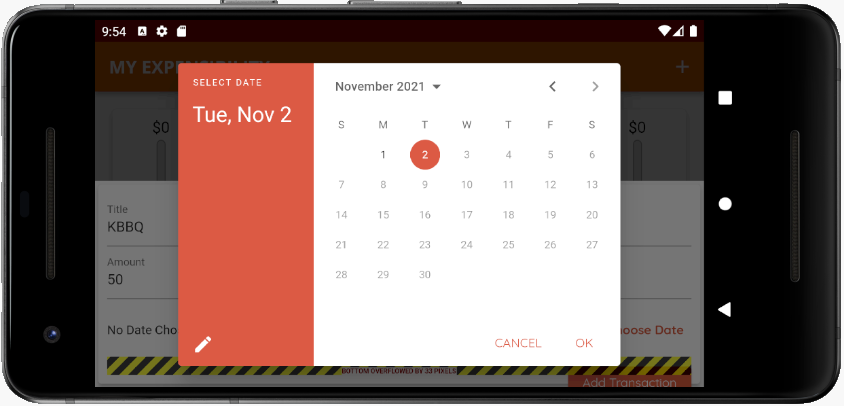 9:54
MY EXPENSIBILITY
$0
$0
SELECT DATE
Tue, Nov 2
November 2021
S M T W T F S
1 2 3 4 5 6
7 8 9 10 11 12 13
14 15 16 17 18 19 20
21 22 23 24 25 26 27
28 29 30
CANCEL OK
Title
KBBQ
Amount
50
No Date Cho
oose Date
BOTTOM OVERFLOWED BY 33 PIXELS
Add Transaction